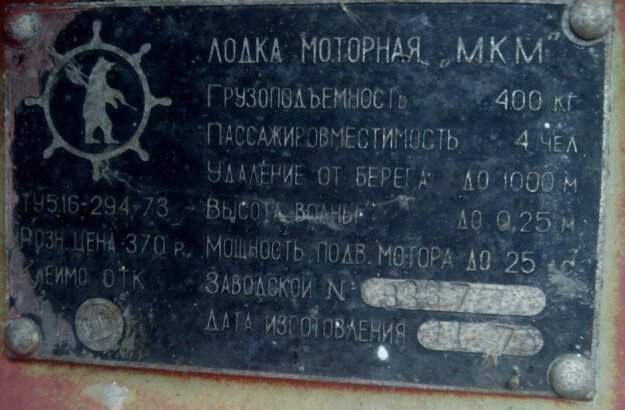 ЛОДКА МОТОРНАЯ „МКМ"
ГРУЗОПОДЪЕМНОСТЬ 400 КГ
ПАССАЖИРОВМЕСТИМОСТЬ 4 ЧЕЛ
УДАЛЕНИЕ ОТ БЕРЕГА ДО 1000 М
ВЫСОТА ВОЛНЫ ДО 0,25 М
МОЩНОСТЬ ПОДВ. МОТОРА ДО 25
ЗАВОДСКОЙ N
ДАТА ИЗГОТОВЛЕНИЯ
ТУ516-294-73
РОЗН. ЦЕНА 370 Р.
КЛЕЙМО ОТК